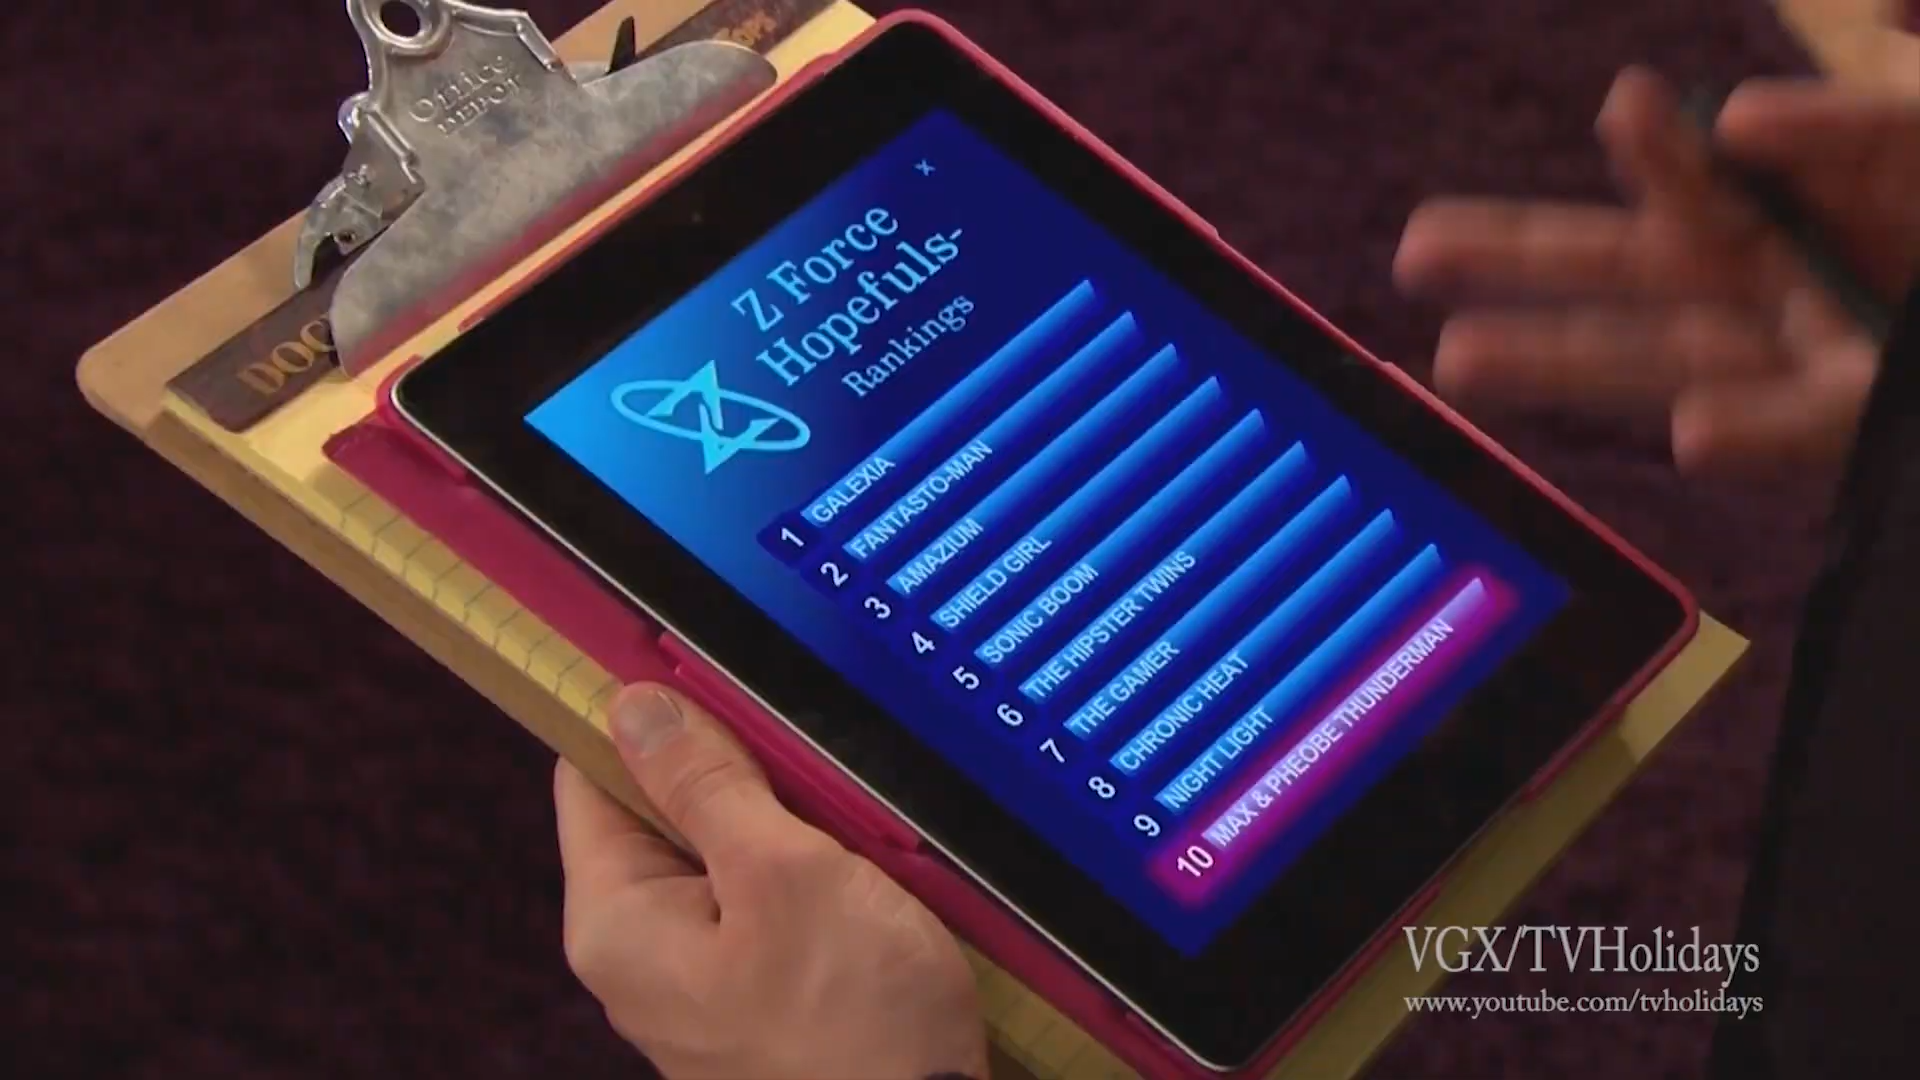 Office
DEPOT
DOC
Z Force
Hopefuls-
Rankings
x
1 GALEXIA
2 FANTASTO-MAN
3 AMAZIUM
4 SHIELD GIRL
5 SONIC BOOM
6 THE HIPSTER TWINS
7 THE GAMER
8 CHRONIC HEAT
9 NIGHT LIGHT
10 MAX & PHEOBE THUNDERMAN
VGX/TVHolidays
www.youtube.com/tvholidays